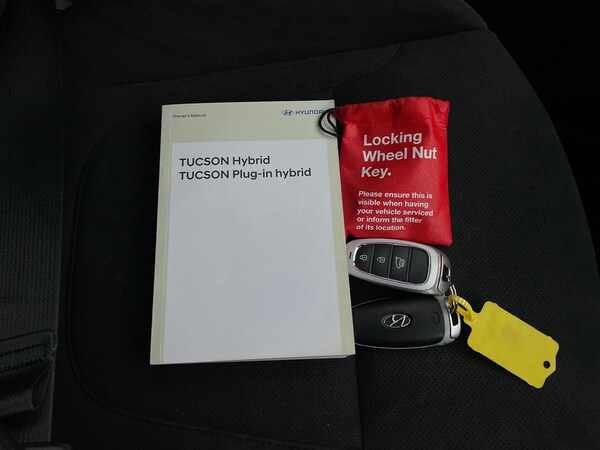 Owner's Manual
HYUNDAI
TUCSON Hybrid
TUCSON Plug-in hybrid
Locking
Wheel Nut
Key.
Please ensure this is
visible when having
your vehicle serviced
or inform the fitter
of its location.